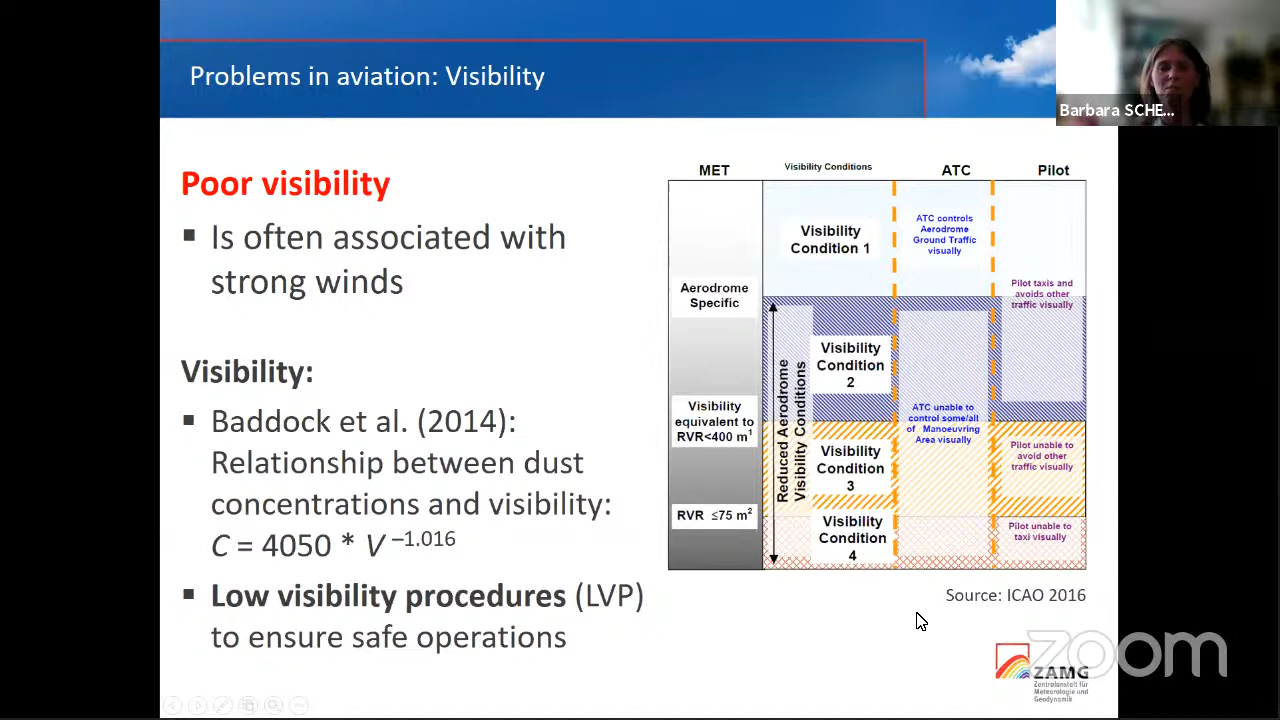 Problems in aviation: Visibility
Barbara SCHE...
Poor visibility
▪ Is often associated with
strong winds
Visibility:
▪ Baddock et al. (2014):
Relationship between dust
concentrations and visibility:
C = 4050 * V –1.016
▪ Low visibility procedures (LVP)
to ensure safe operations
MET
Visibility Conditions
ATC
Pilot
Visibility
Condition 1
ATC controls
Aerodrome
Ground Traffic
visually
Aerodrome
Specific
Pilot taxis and
avoids other
traffic visually
Reduced Aerodrome
Visibility Conditions
Visibility
Condition
2
Visibility
equivalent to
RVR<400 m1
ATC unable to
control some/all
of Manoeuvring
Area visually
Visibility
Condition
3
Pilot unable to
avoid other
traffic visually
RVR ≤75 m2
Visibility
Condition
4
Pilot unable to
taxi visually
Source: ICAO 2016
zoom
ZAMG
Zentralanstalt für
Meteorologie und
Geodynamik